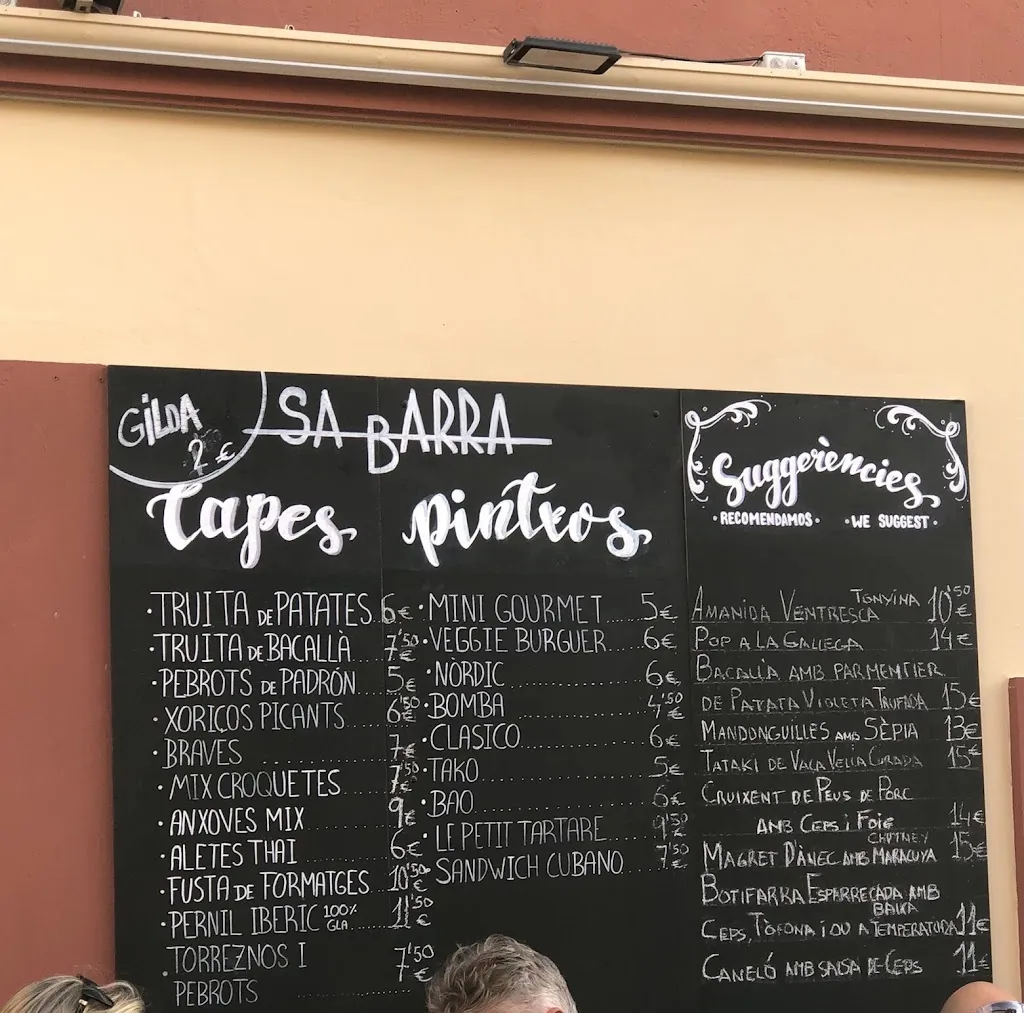 GILDA
2€
SA BARRA
Tapes
· TRUITA DE PATATES 6€
· TRUITA DE BACALLÀ 7'50€
· PEBROTS DE PADRÓN 5€
· XORIÇOS PICANTS 6'50€
· BRAVES 7€
· MIX CROQUETES 7'50€
· ANXOVES MIX 9€
· ALETES THAI 6€
· FUSTA DE FORMATGES 10'50€
· PERNIL IBERIC 100% GLA 11'50€
· TORREZNOS I 7'50€
PEBROTS
pintxos
· MINI GOURMET 5€
· VEGGIE BURGUER 6€
· NÒRDIC 6€
· BOMBA 4'50€
· CLASICO 6€
· TAKO 5€
· BAO 6€
· LE PETIT TARTARE 9'50€
· SANDWICH CUBANO 7'50€
Suggerències
· RECOMENDAMOS · · WE SUGGEST ·
AMANIDA VENTRESCA TONYINA 10'50€
POP A LA GALLEGA 14€
BACALLÀ AMB PARMENTIER
DE PATATA VIOLETA TRUFADA 15€
MANDONGUILLES AMB SÈPIA 13€
TATAKI DE VACA VELLA CURADA 15€
CRUIXENT DE PEUS DE PORC
AMB CEPS I FOIE 14€
MAGRET D'ÀNEC AMB CHUTNEY MARACUYA 15€
BOTIFARRA ESPARRECADA AMB
CEPS, TÒFONA I OU A BAIXA TEMPERATURA 11€
CANELÓ AMB SALSA DE CEPS 11€